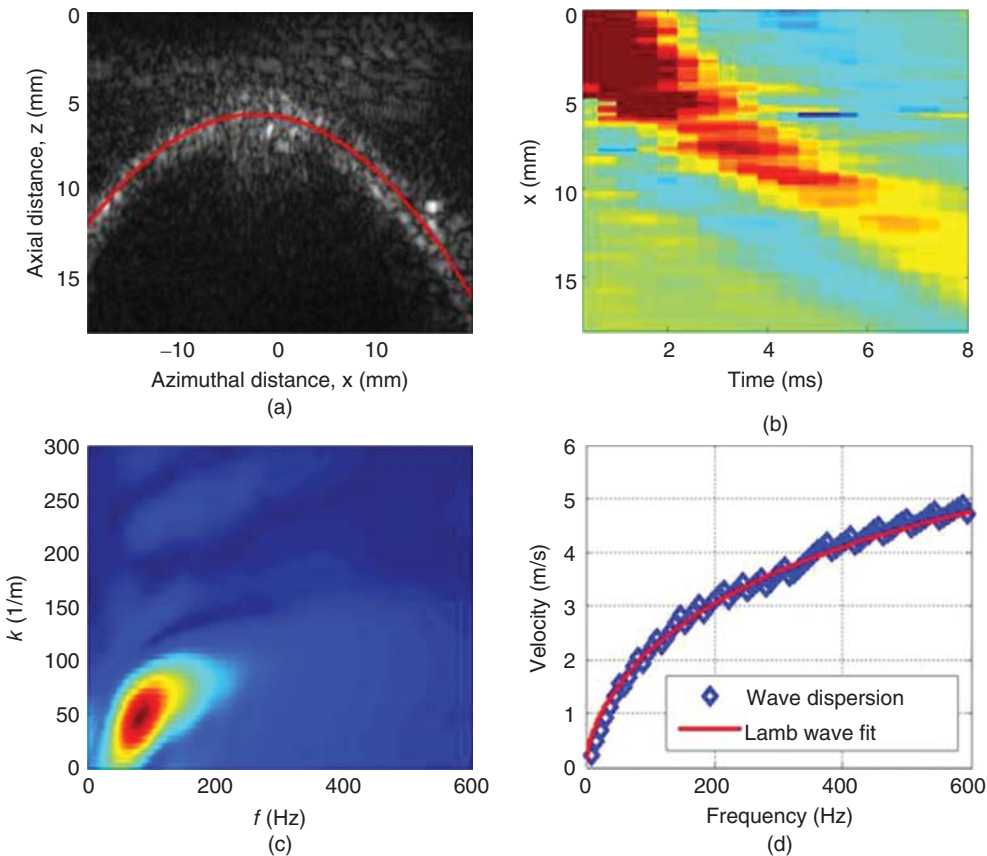 0
5
10
15
Axial distance, z (mm)
−10 0 10
Azimuthal distance, x (mm)
(a)
0
5
10
15
x (mm)
2 4 6 8
Time (ms)
(b)
300
250
200
150
100
50
0
k (1/m)
0 200 400 600
f (Hz)
(c)
6
5
4
3
2
1
0
Velocity (m/s)
Wave dispersion
Lamb wave fit
0 200 400 600
Frequency (Hz)
(d)